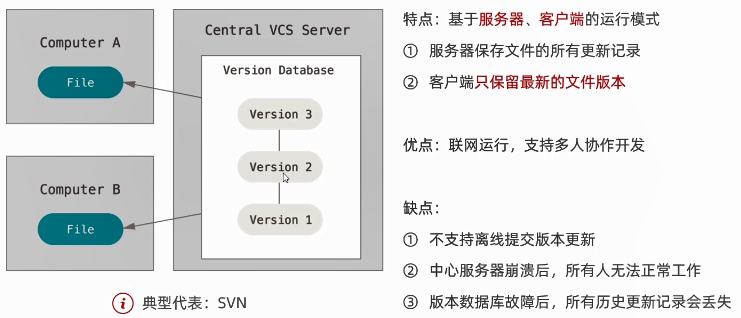 Computer A
File
Computer B
File
Central VCS Server
Version Database
Version 3
Version 2
Version 1
i 典型代表：SVN
特点：基于服务器、客户端的运行模式
① 服务器保存文件的所有更新记录
② 客户端只保留最新的文件版本
优点：联网运行，支持多人协作开发
缺点：
① 不支持离线提交版本更新
② 中心服务器崩溃后，所有人无法正常工作
③ 版本数据库故障后，所有历史更新记录会丢失